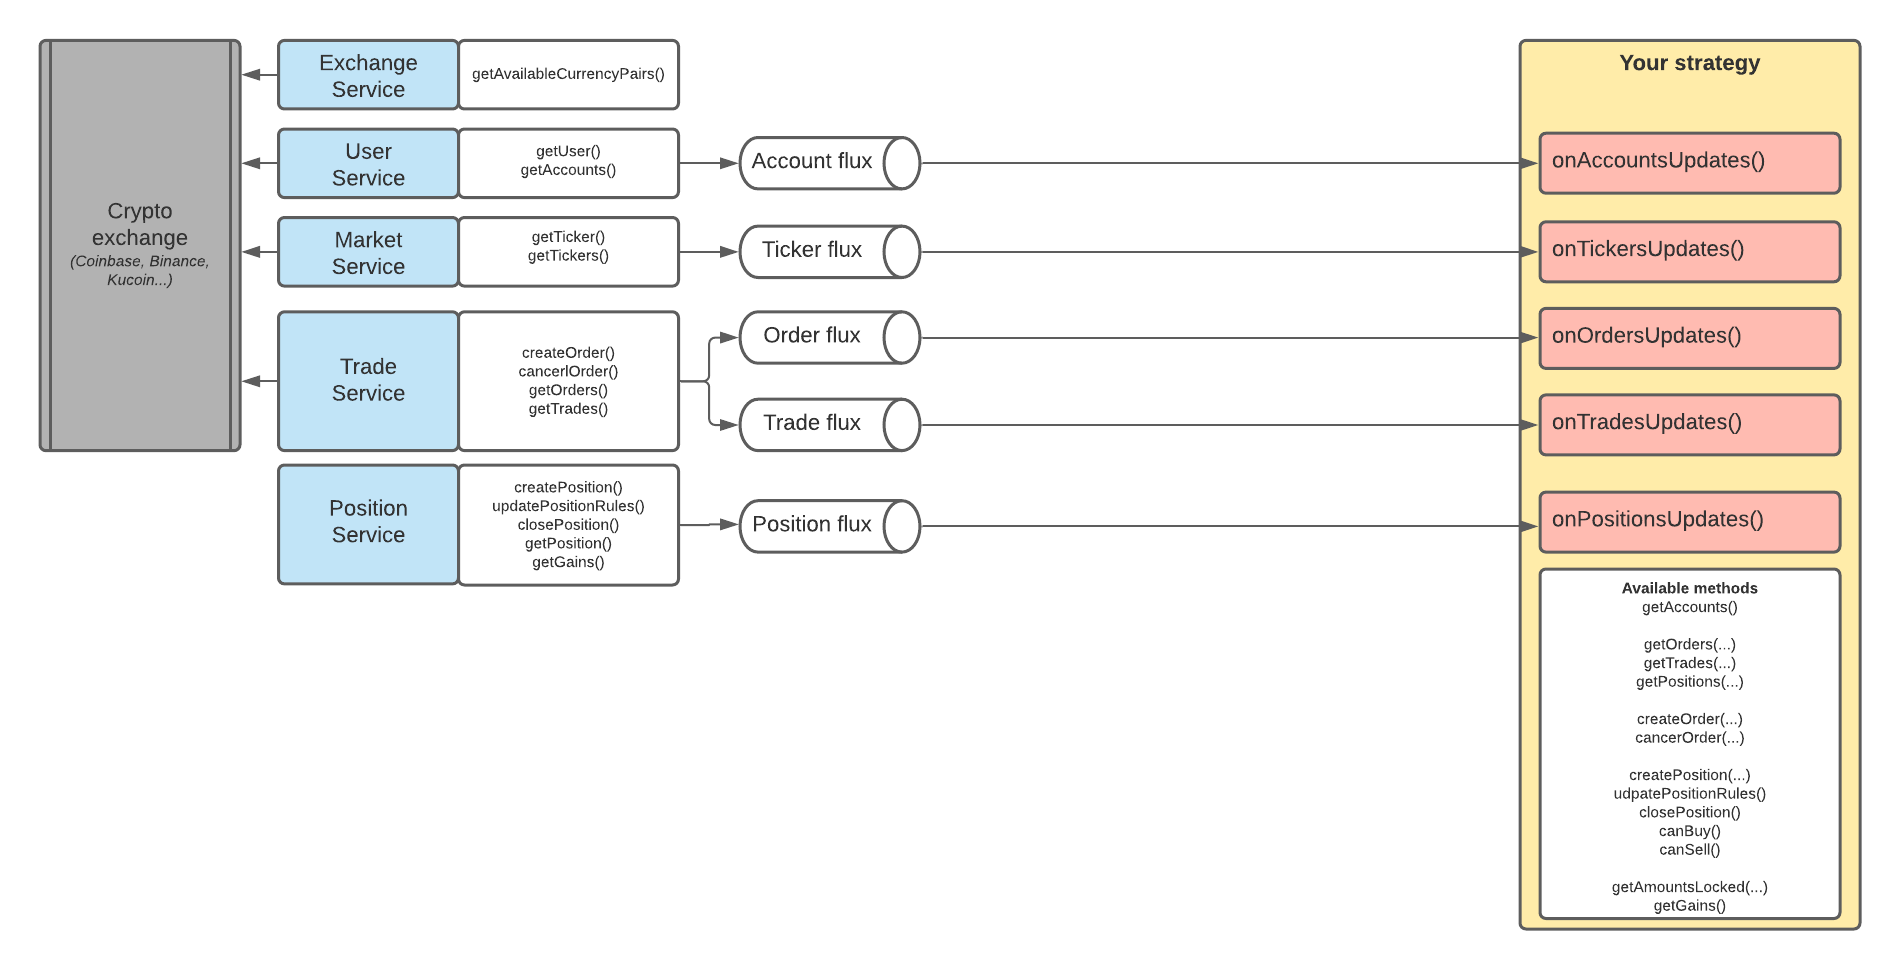 Crypto
exchange
(Coinbase, Binance,
Kucoin...)
Exchange
Service
getAvailableCurrencyPairs()
User
Service
getUser()
getAccounts()
Account flux
Market
Service
getTicker()
getTickers()
Ticker flux
Trade
Service
createOrder()
cancerlOrder()
getOrders()
getTrades()
Order flux
Trade flux
Position
Service
createPosition()
updatePositionRules()
closePosition()
getPosition()
getGains()
Position flux
Your strategy
onAccountsUpdates()
onTickersUpdates()
onOrdersUpdates()
onTradesUpdates()
onPositionsUpdates()
Available methods
getAccounts()
getOrders(...)
getTrades(...)
getPositions(...)
createOrder(...)
cancerOrder(...)
createPosition(...)
udpatePositionRules()
closePosition()
canBuy()
canSell()
getAmountsLocked(...)
getGains()